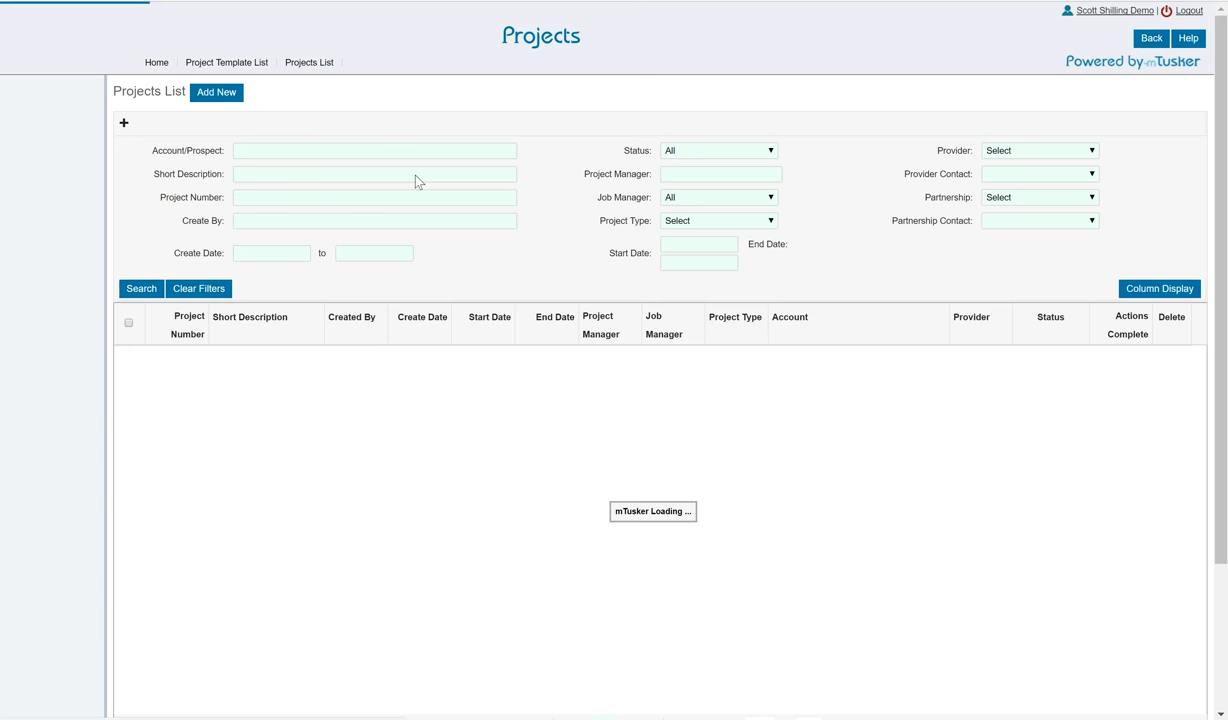 Scott Shilling Demo | Logout
Projects
Back Help
Home Project Template List Projects List
Powered by mTusker
Projects List Add New
+
Account/Prospect: Status: All Provider: Select
Short Description: Project Manager: Provider Contact:
Project Number: Job Manager: All Partnership: Select
Create By: Project Type: Select Partnership Contact:
Create Date: to Start Date: End Date:
Search Clear Filters Column Display
Project Number Short Description Created By Create Date Start Date End Date Project Manager Job Manager Project Type Account Provider Status Actions Complete Delete
mTusker Loading ...